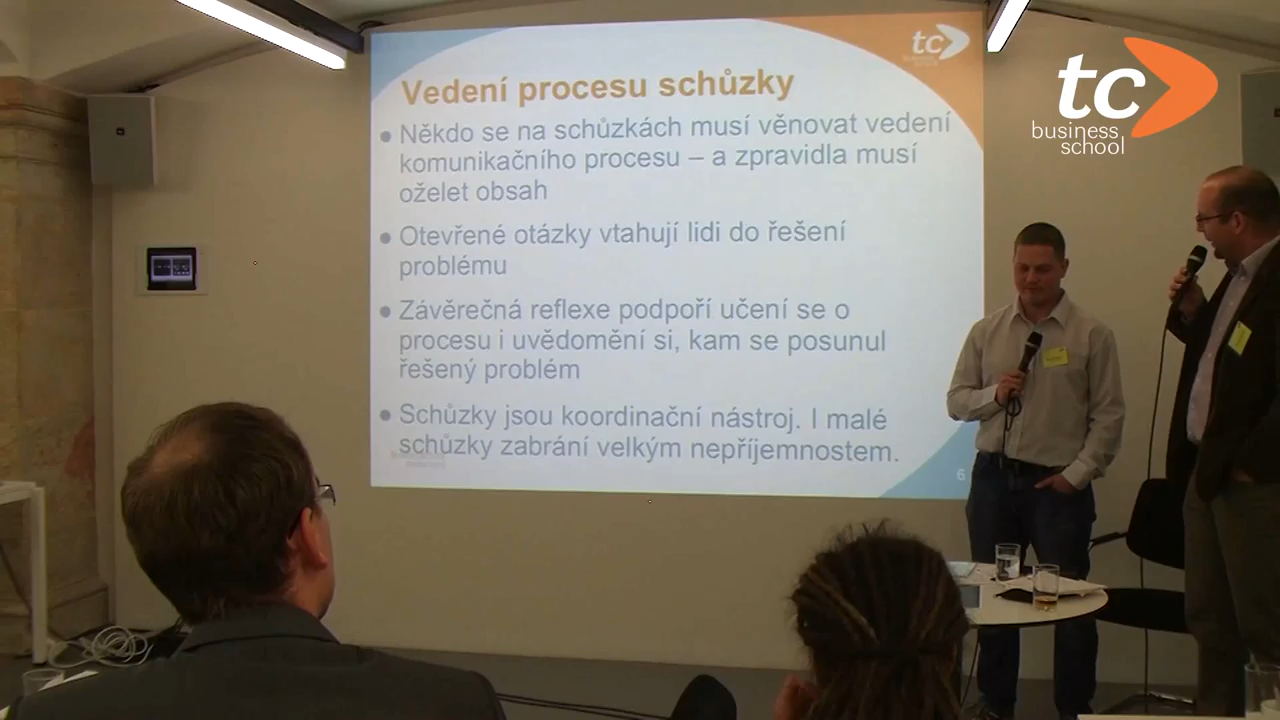 tc
Vedení procesu schůzky
● Někdo se na schůzkách musí věnovat vedení
komunikačního procesu – a zpravidla musí
oželet obsah
● Otevřené otázky vtahují lidi do řešení
problému
● Závěrečná reflexe podpoří učení se o
procesu i uvědomění si, kam se posunul
řešený problém
● Schůzky jsou koordinační nástroj. I malé
schůzky zabrání velkým nepříjemnostem.
6
tc
business
school